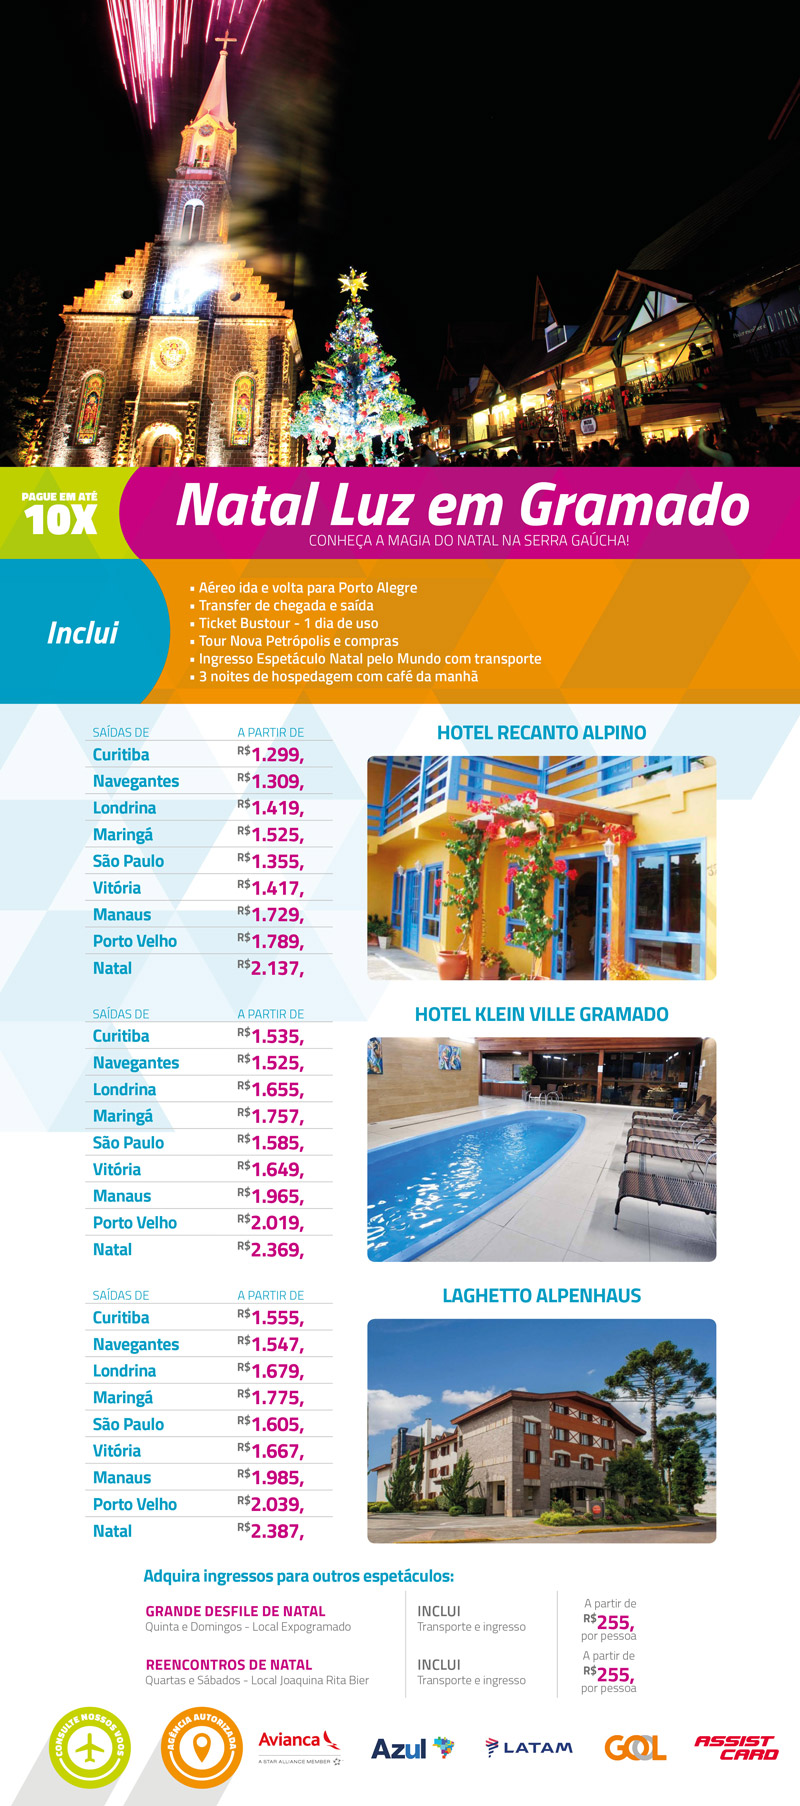 DIVINO
PAGUE EM ATÉ
10X
Natal Luz em Gramado
CONHEÇA A MAGIA DO NATAL NA SERRA GAÚCHA!
Inclui
• Aéreo ida e volta para Porto Alegre
• Transfer de chegada e saída
• Ticket Bustour - 1 dia de uso
• Tour Nova Petrópolis e compras
• Ingresso Espetáculo Natal pelo Mundo com transporte
• 3 noites de hospedagem com café da manhã
SAÍDAS DE A PARTIR DE
Curitiba R$1.299,
Navegantes R$1.309,
Londrina R$1.419,
Maringá R$1.525,
São Paulo R$1.355,
Vitória R$1.417,
Manaus R$1.729,
Porto Velho R$1.789,
Natal R$2.137,
HOTEL RECANTO ALPINO
SAÍDAS DE A PARTIR DE
Curitiba R$1.535,
Navegantes R$1.525,
Londrina R$1.655,
Maringá R$1.757,
São Paulo R$1.585,
Vitória R$1.649,
Manaus R$1.965,
Porto Velho R$2.019,
Natal R$2.369,
HOTEL KLEIN VILLE GRAMADO
SAÍDAS DE A PARTIR DE
Curitiba R$1.555,
Navegantes R$1.547,
Londrina R$1.679,
Maringá R$1.775,
São Paulo R$1.605,
Vitória R$1.667,
Manaus R$1.985,
Porto Velho R$2.039,
Natal R$2.387,
LAGHETTO ALPENHAUS
Adquira ingressos para outros espetáculos:
GRANDE DESFILE DE NATAL
Quinta e Domingos - Local Expogramado
INCLUI
Transporte e ingresso
A partir de
R$255,
por pessoa
REENCONTROS DE NATAL
Quartas e Sábados - Local Joaquina Rita Bier
INCLUI
Transporte e ingresso
A partir de
R$255,
por pessoa
CONSULTE NOSSOS VOOS
AGÊNCIA AUTORIZADA
Avianca
A STAR ALLIANCE MEMBER
Azul
LATAM
GOL
ASSIST
CARD